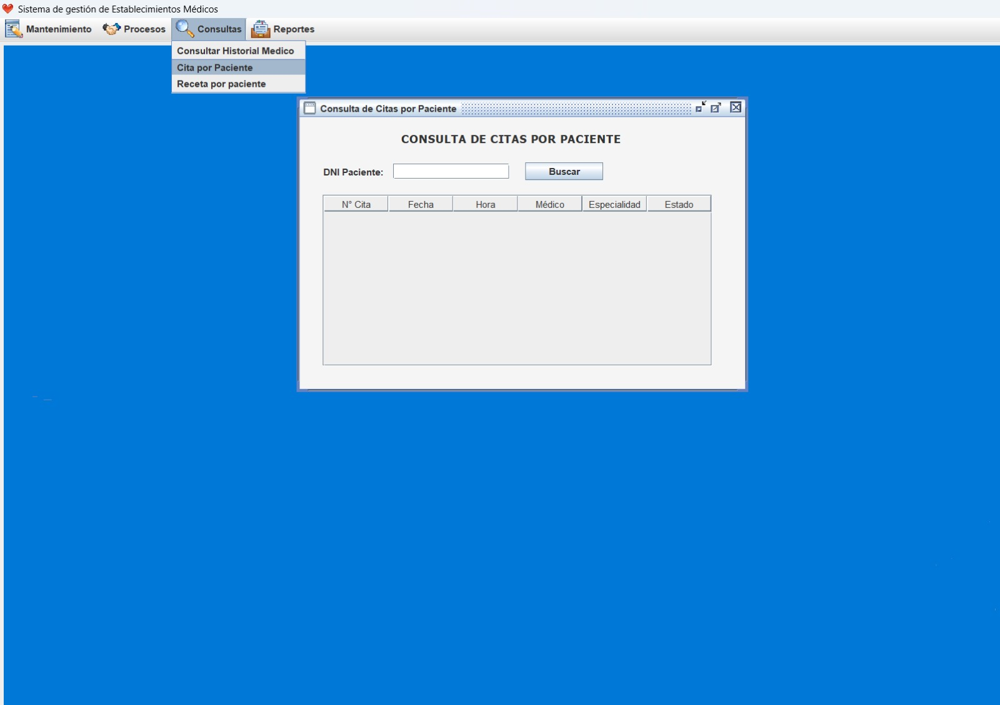 Sistema de gestión de Establecimientos Médicos
Mantenimiento Procesos Consultas Reportes
Consultar Historial Medico
Cita por Paciente
Receta por paciente
Consulta de Citas por Paciente
CONSULTA DE CITAS POR PACIENTE
DNI Paciente: Buscar
N° Cita Fecha Hora Médico Especialidad Estado